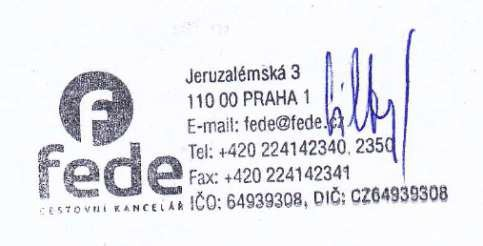 Jeruzalémská 3
110 00 PRAHA 1
E-mail: fede@fede.cz
Tel: +420 224142340, 2350
Fax: +420 224142341
IČO: 64939308, DIČ: CZ64939308
fede
CESTOVNÍ KANCELÁŘ